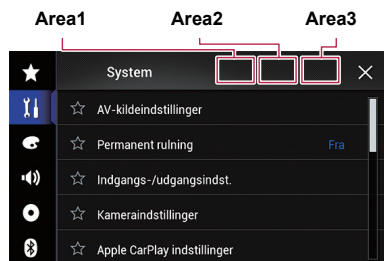 Area1 Area2 Area3
System
AV-kildeindstillinger
Permanent rulning Fra
Indgangs-/udgangsindst.
Kameraindstillinger
Apple CarPlay indstillinger